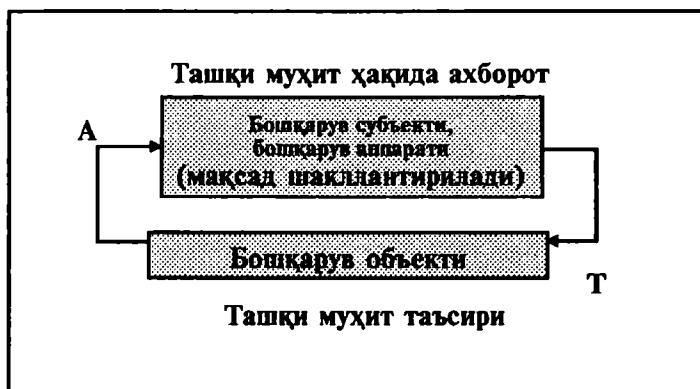 Ташқи муҳит ҳақида ахборот
А
Бошқарув субъекти,
бошқарув аппарати
(мақсад шакллантирилади)
Бошқарув объекти
Т
Ташқи муҳит таъсири